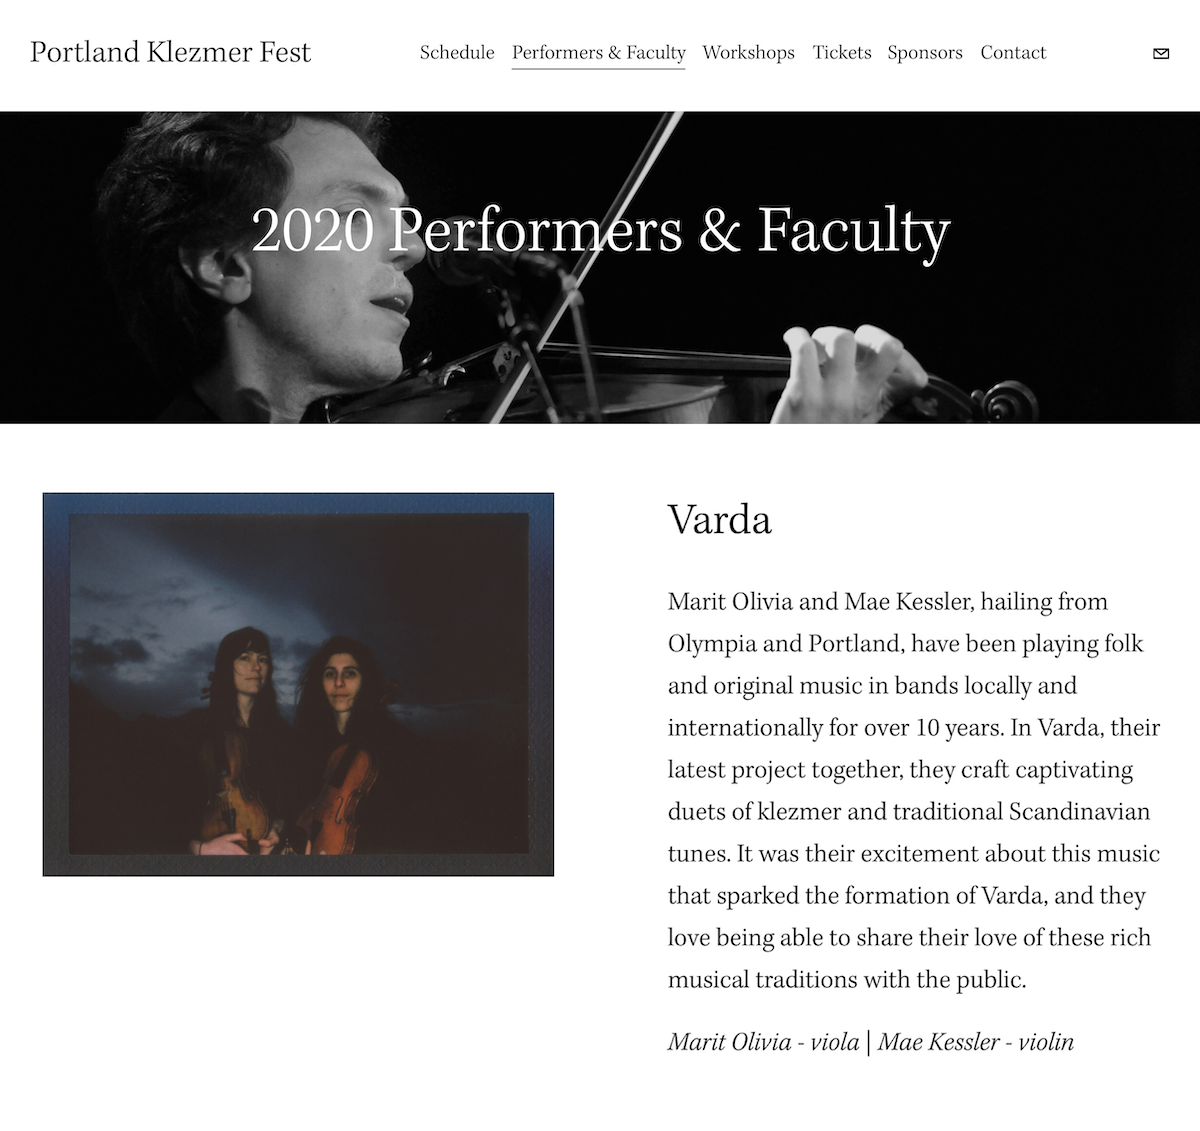 Portland Klezmer Fest
Schedule Performers & Faculty Workshops Tickets Sponsors Contact
2020 Performers & Faculty
Varda
Marit Olivia and Mae Kessler, hailing from
Olympia and Portland, have been playing folk
and original music in bands locally and
internationally for over 10 years. In Varda, their
latest project together, they craft captivating
duets of klezmer and traditional Scandinavian
tunes. It was their excitement about this music
that sparked the formation of Varda, and they
love being able to share their love of these rich
musical traditions with the public.
Marit Olivia - viola | Mae Kessler - violin